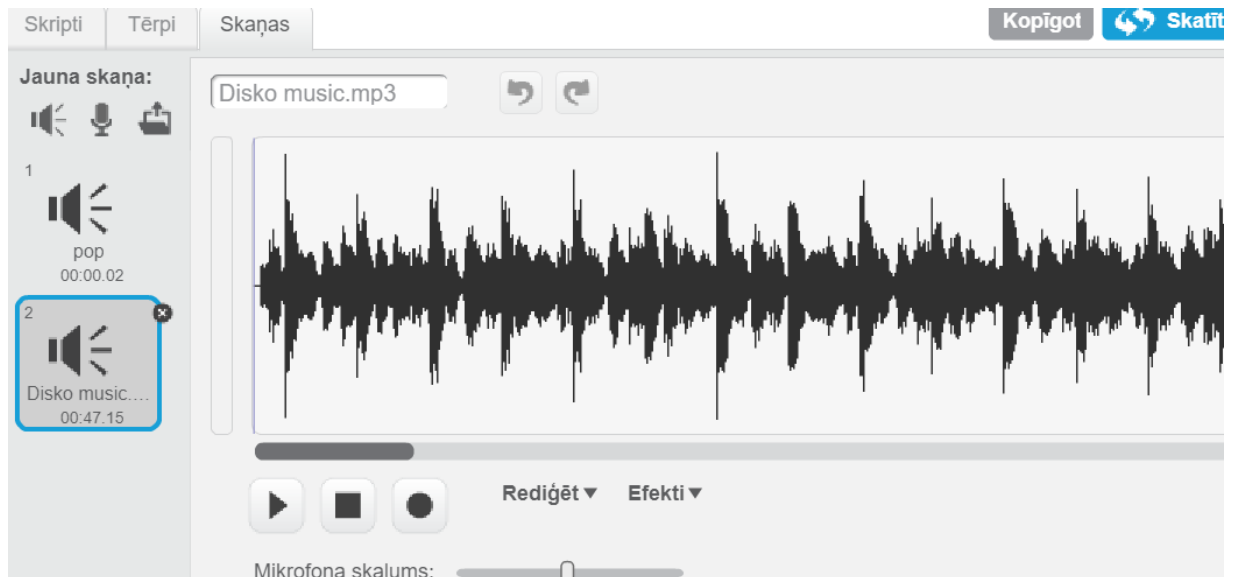 Skripti
Tērpi
Skaņas
Kopīgot
Skatīt
Jauna skaņa:
Disko music.mp3
1
pop
00:00.02
2
Disko music....
00:47.15
Rediģēt
Efekti
Mikrofona skaļums: